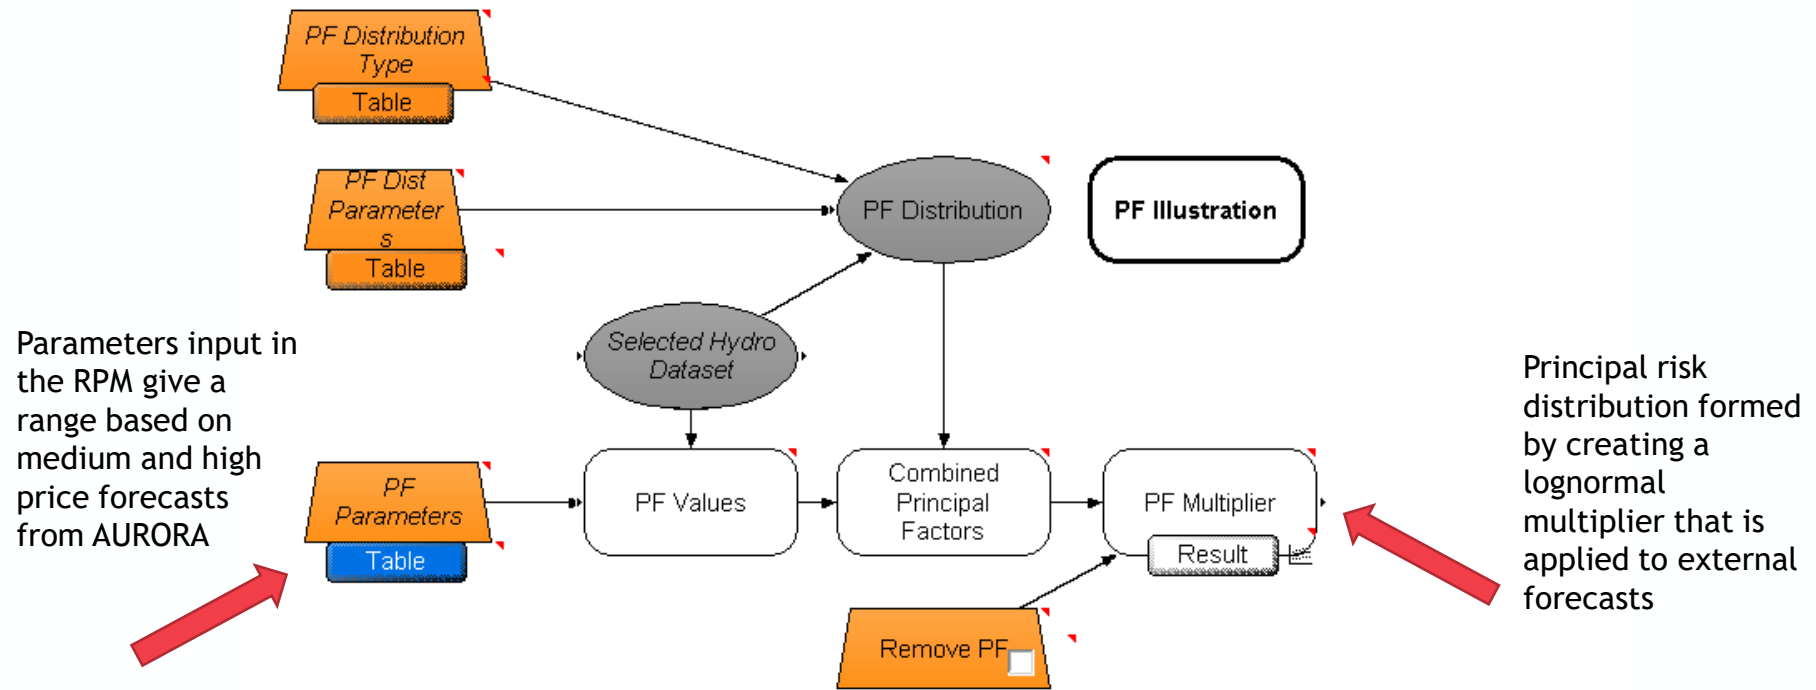 PF Distribution
Type
Table
PF Dist
Parameter
s
Table
PF Distribution
PF Illustration
Selected Hydro
Dataset
Parameters input in
the RPM give a
range based on
medium and high
price forecasts
from AURORA
PF
Parameters
Table
PF Values
Combined
Principal
Factors
PF Multiplier
Result
Remove PF
Principal risk
distribution formed
by creating a
lognormal
multiplier that is
applied to external
forecasts